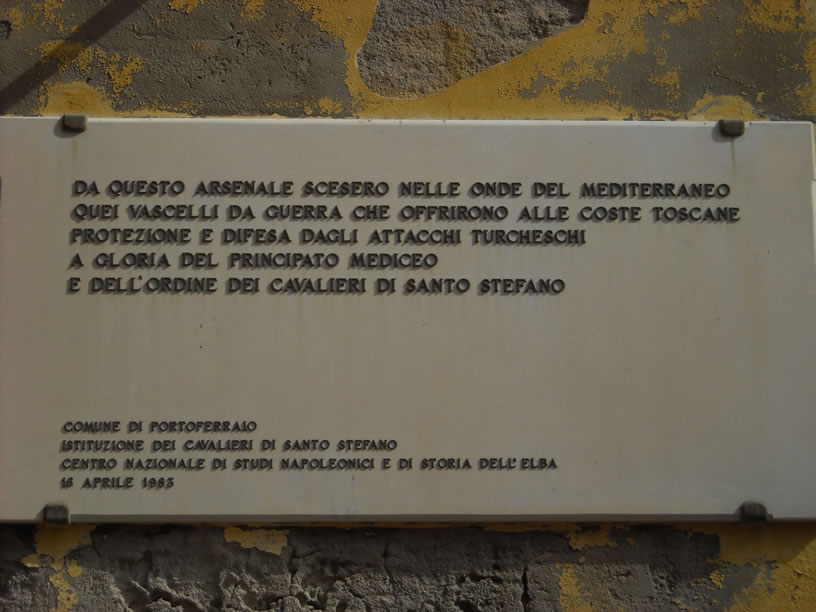 DA QUESTO ARSENALE SCESERO NELLE ONDE DEL MEDITERRANEO
QUEI VASCELLI DA GUERRA CHE OFFRIRONO ALLE COSTE TOSCANE
PROTEZIONE E DIFESA DAGLI ATTACCHI TURCHESCHI
A GLORIA DEL PRINCIPATO MEDICEO
E DELL'ORDINE DEI CAVALIERI DI SANTO STEFANO
COMUNE DI PORTOFERRAIO
ISTITUZIONE DEI CAVALIERI DI SANTO STEFANO
CENTRO NAZIONALE DI STUDI NAPOLEONICI E DI STORIA DELL'ELBA
16 APRILE 1983